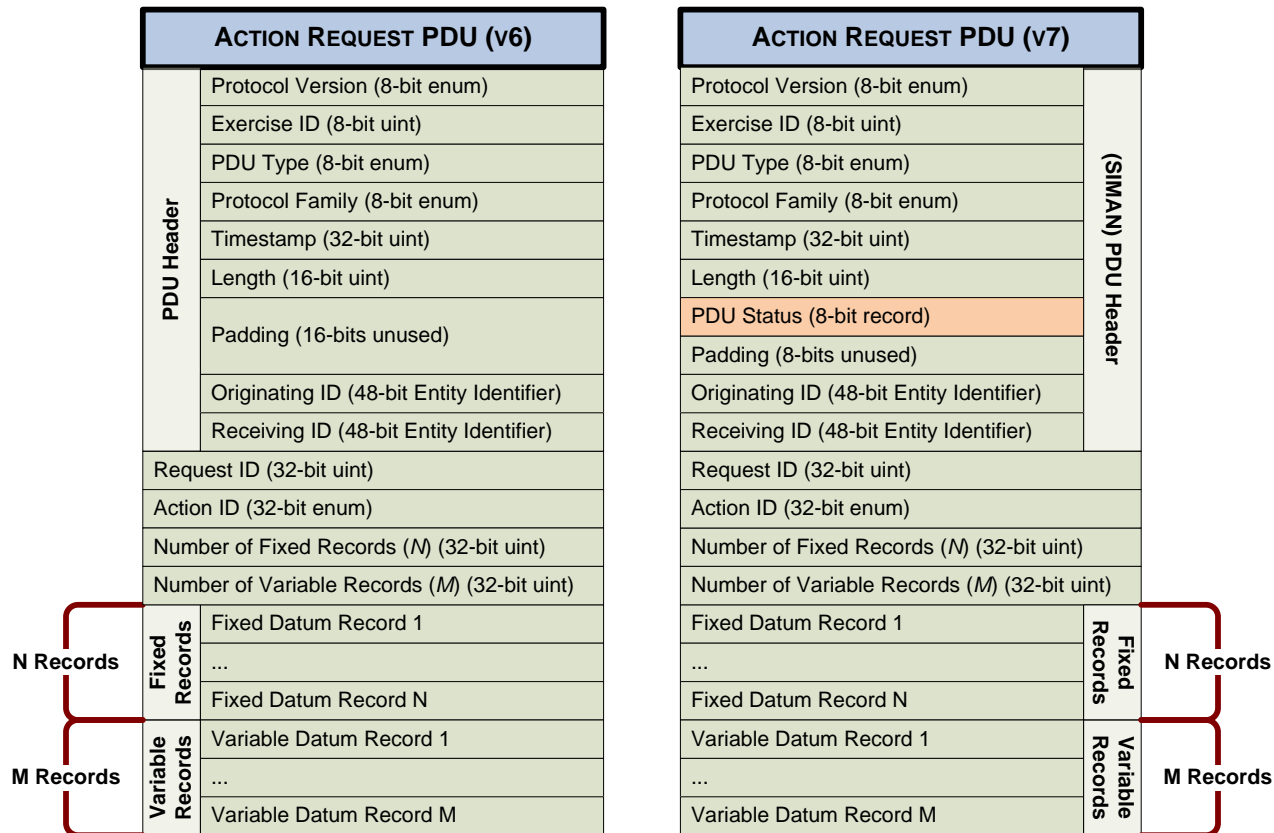 ACTION REQUEST PDU (V6)
PDU Header
Protocol Version (8-bit enum)
Exercise ID (8-bit uint)
PDU Type (8-bit enum)
Protocol Family (8-bit enum)
Timestamp (32-bit uint)
Length (16-bit uint)
Padding (16-bits unused)
Originating ID (48-bit Entity Identifier)
Receiving ID (48-bit Entity Identifier)
Request ID (32-bit uint)
Action ID (32-bit enum)
Number of Fixed Records (N) (32-bit uint)
Number of Variable Records (M) (32-bit uint)
N Records
Fixed
Records
Fixed Datum Record 1
...
Fixed Datum Record N
M Records
Variable
Records
Variable Datum Record 1
...
Variable Datum Record M
ACTION REQUEST PDU (V7)
Protocol Version (8-bit enum)
Exercise ID (8-bit uint)
PDU Type (8-bit enum)
Protocol Family (8-bit enum)
Timestamp (32-bit uint)
Length (16-bit uint)
PDU Status (8-bit record)
Padding (8-bits unused)
Originating ID (48-bit Entity Identifier)
Receiving ID (48-bit Entity Identifier)
(SIMAN) PDU Header
Request ID (32-bit uint)
Action ID (32-bit enum)
Number of Fixed Records (N) (32-bit uint)
Number of Variable Records (M) (32-bit uint)
Fixed Datum Record 1
...
Fixed Datum Record N
Fixed
Records
N Records
Variable Datum Record 1
...
Variable Datum Record M
Variable
Records
M Records